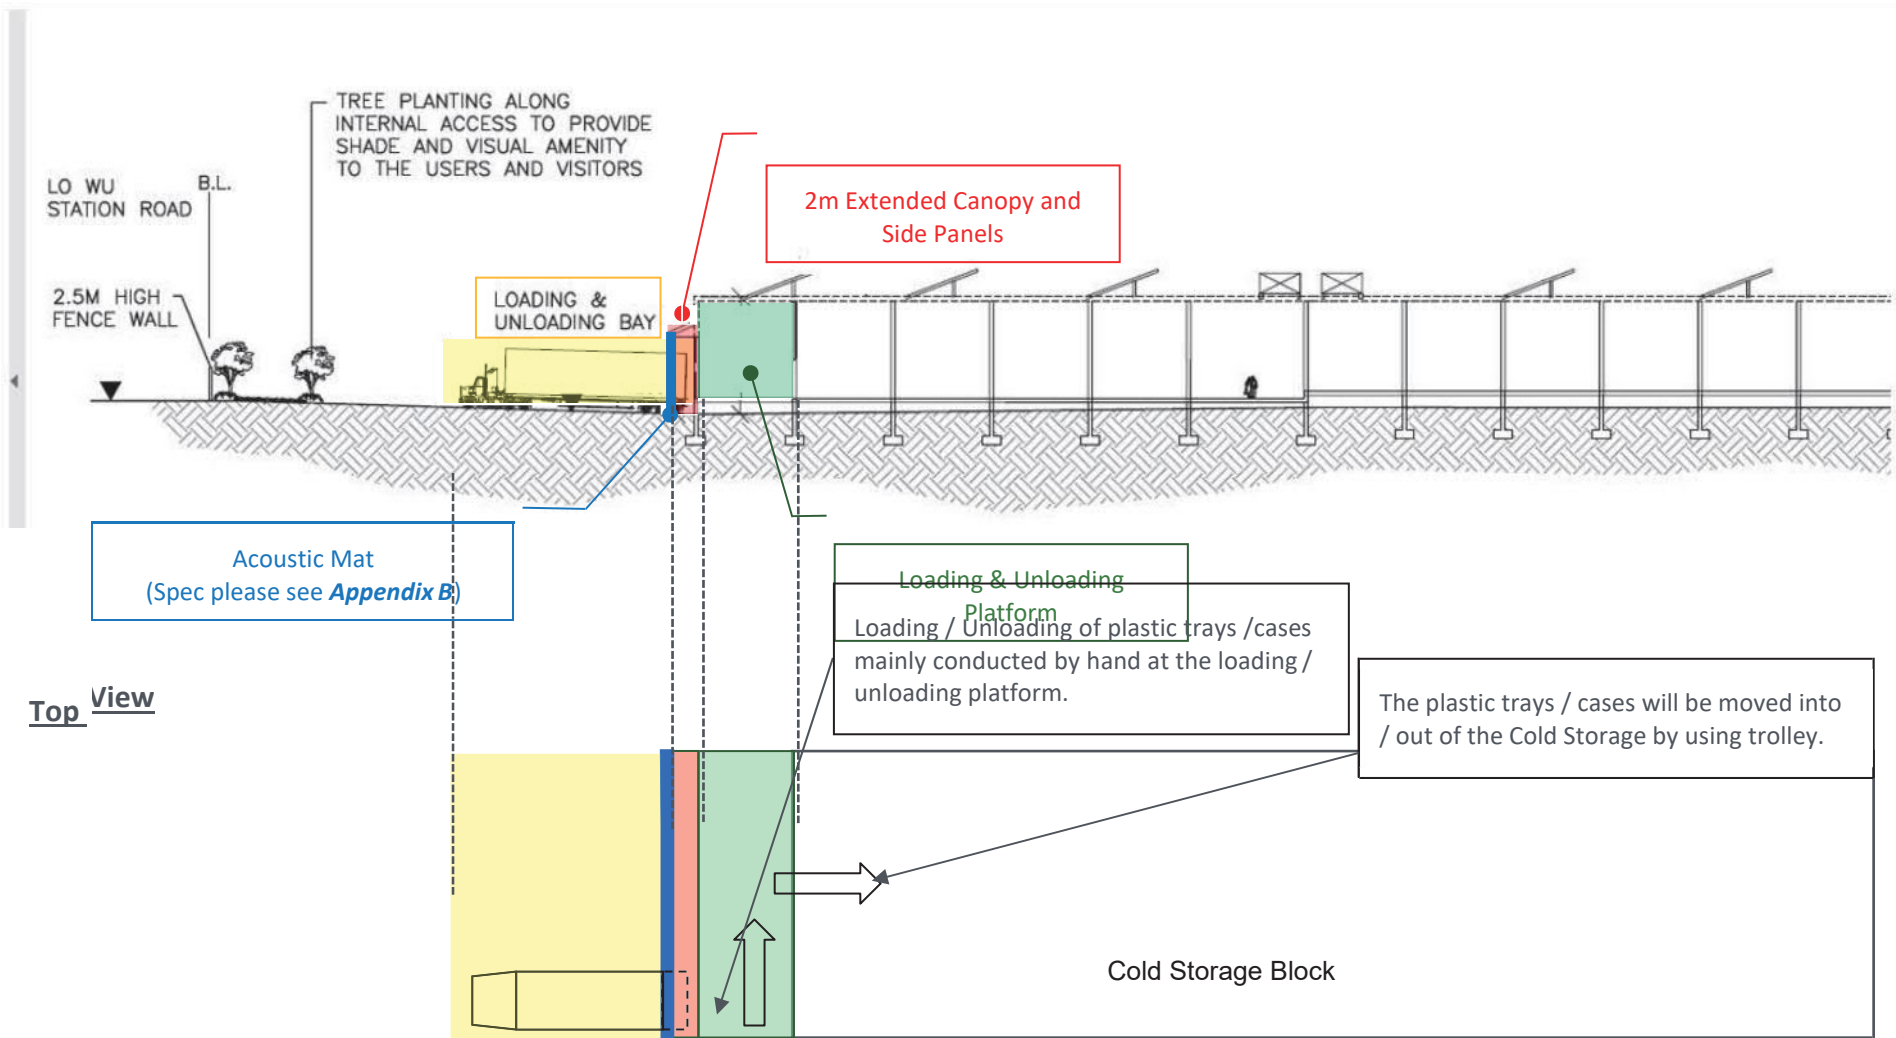 TREE PLANTING ALONG
INTERNAL ACCESS TO PROVIDE
SHADE AND VISUAL AMENITY
TO THE USERS AND VISITORS
LO WU
STATION ROAD
B.L.
2.5M HIGH
FENCE WALL
LOADING &
UNLOADING BAY
2m Extended Canopy and
Side Panels
Acoustic Mat
(Spec please see Appendix B)
Loading & Unloading
Platform
Loading / Unloading of plastic trays /cases
mainly conducted by hand at the loading /
unloading platform.
The plastic trays / cases will be moved into
/ out of the Cold Storage by using trolley.
Top View
Cold Storage Block